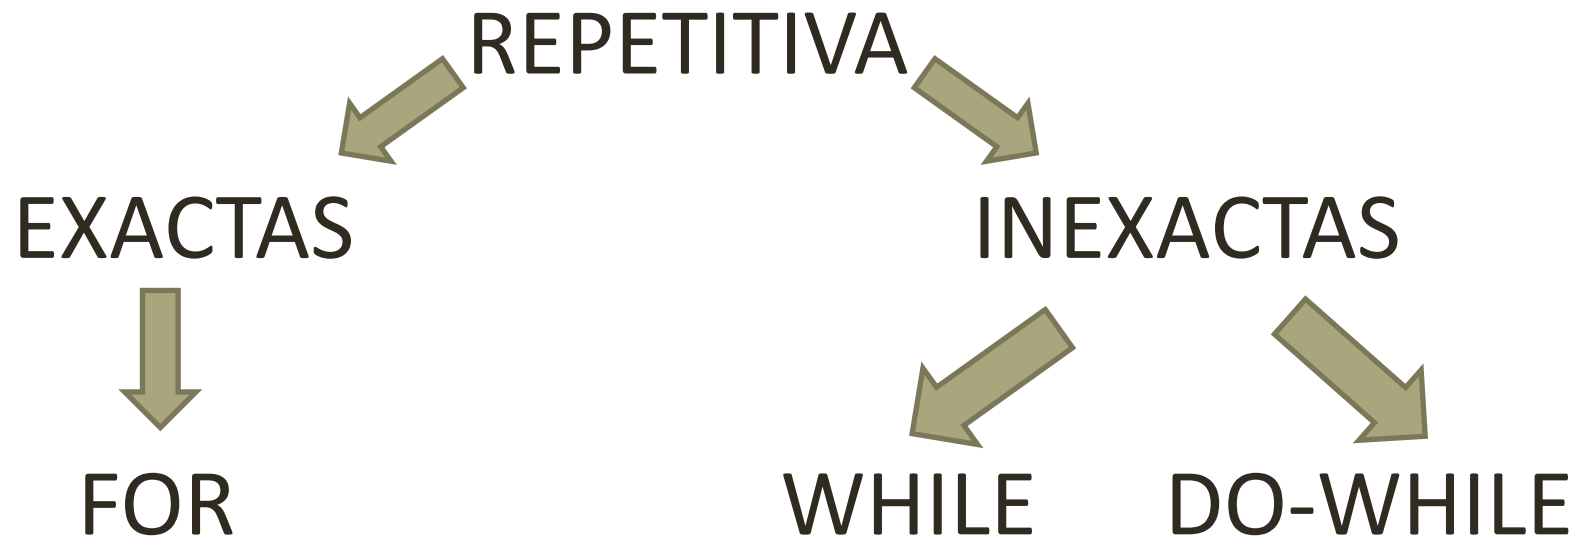 REPETITIVA
EXACTAS
INEXACTAS
FOR
WHILE
DO-WHILE